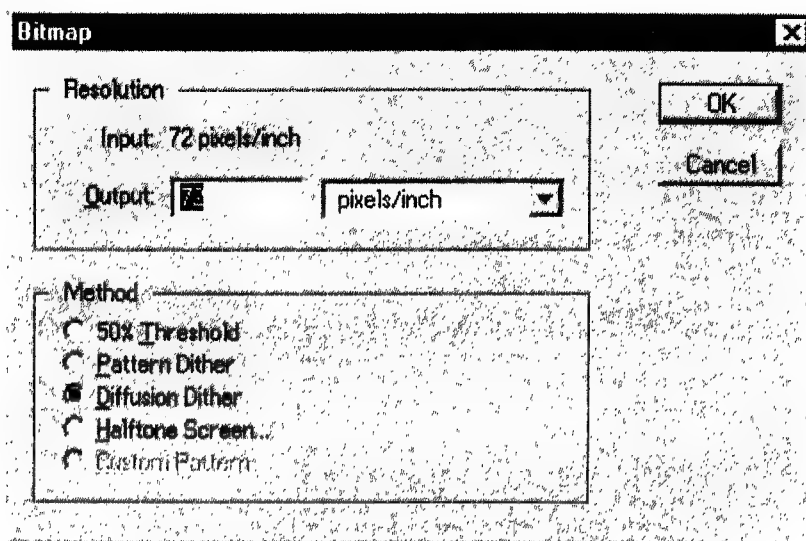 Bitmap
Resolution
Input: 72 pixels/inch
Output: 75 pixels/inch
OK
Cancel
Method
50% Threshold
Pattern Dither
Diffusion Dither
Halftone Screen...
Custom Pattern